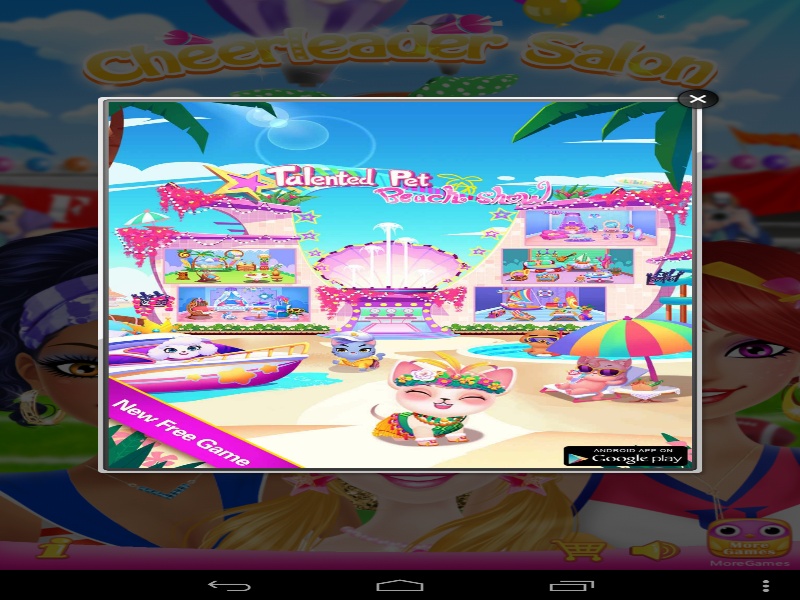 Cheerleader Salon
Talented Pet
Beach show
New Free Game
ANDROID APP ON
Google play
F
i
More
Games
MoreGames